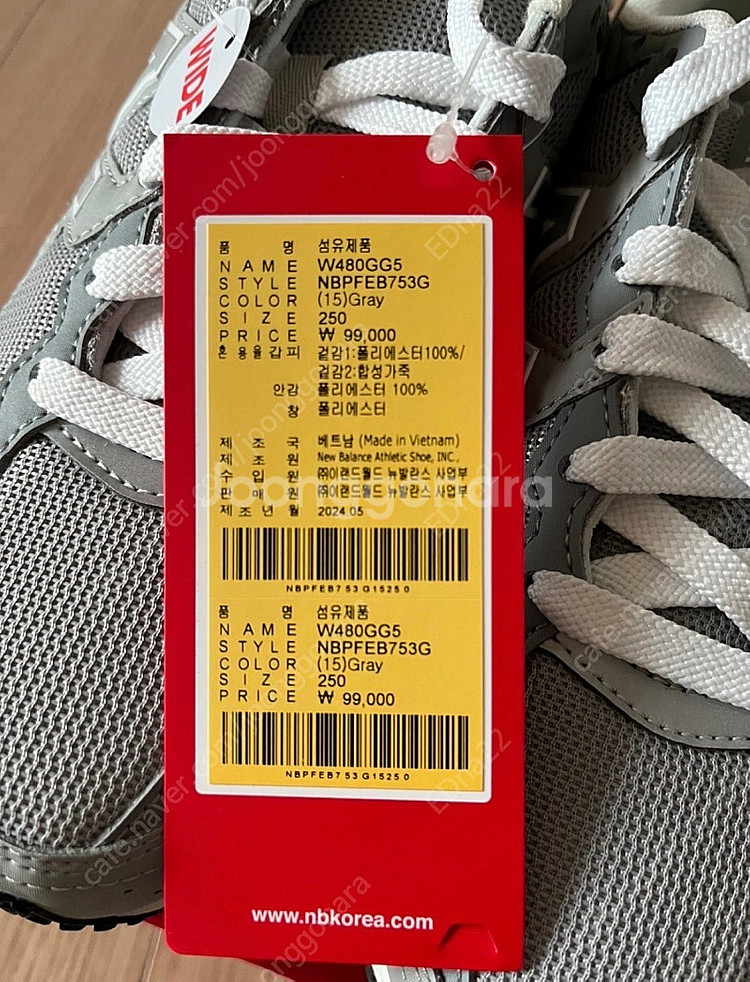 WIDE
품 명 섬유제품
NAME W480GG5
STYLE NBPFEB753G
COLOR (15)Gray
SIZE 250
PRICE ₩ 99,000
혼용율갑피 겉감1:폴리에스터100%/
겉감2:합성가죽
안감 폴리에스터 100%
창 폴리에스터
제조국 베트남 (Made in Vietnam)
제조원 New Balance Athletic Shoe, INC.,
수입원 ㈜이랜드월드 뉴발란스 사업부
판매원 ㈜이랜드월드 뉴발란스 사업부
제조년월 2024.05
NBPFEB753G15250
품 명 섬유제품
NAME W480GG5
STYLE NBPFEB753G
COLOR (15)Gray
SIZE 250
PRICE ₩ 99,000
NBPFEB753G15250
www.nbkorea.com
Joonggonara
cafe.naver.com/joonggonara
EDna22